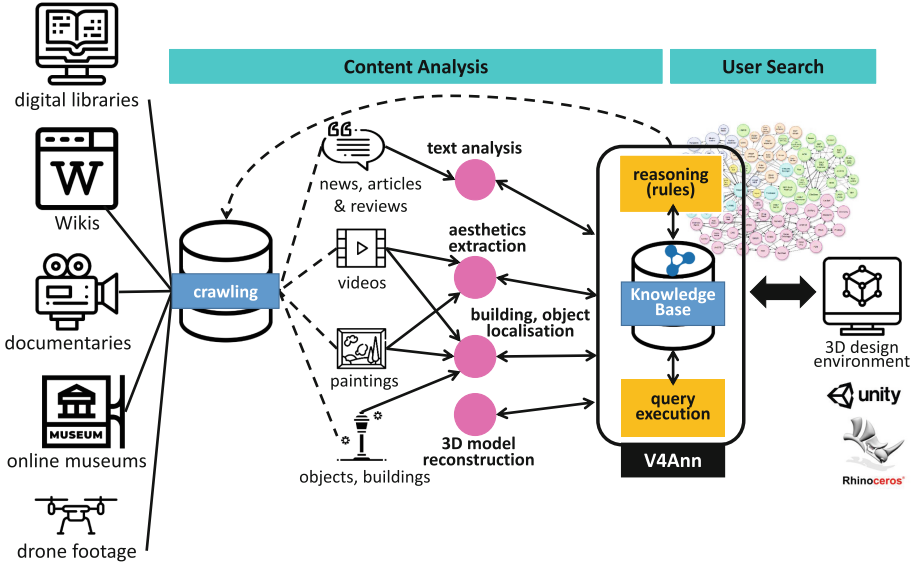 Content Analysis
User Search
digital libraries
W
Wikis
documentaries
MUSEUM
online museums
drone footage
crawling
news, articles
& reviews
videos
paintings
objects, buildings
text analysis
aesthetics
extraction
building, object
localisation
3D model
reconstruction
reasoning
(rules)
Knowledge
Base
query
execution
V4Ann
3D design
environment
unity
Rhinoceros®